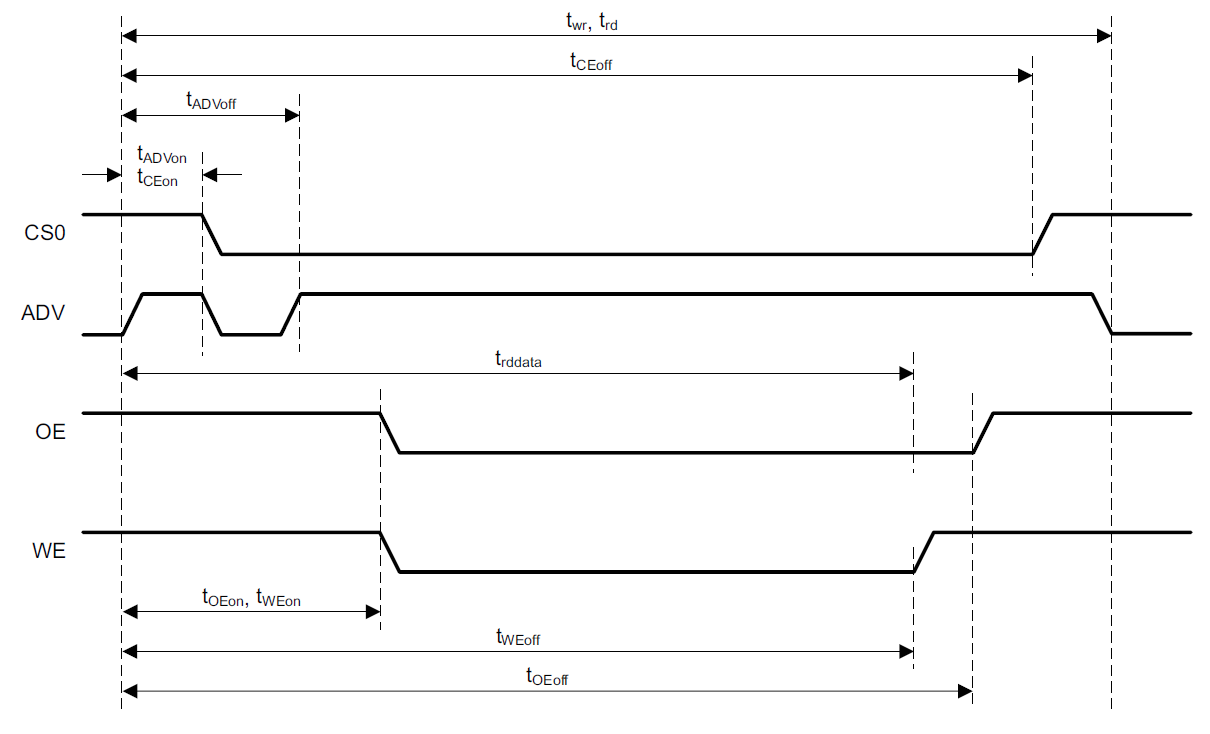 twr, trd
tCEoff
tADVoff
tADVon
tCEon
CS0
ADV
trddata
OE
WE
tOEon, tWEon
tWEoff
tOEoff